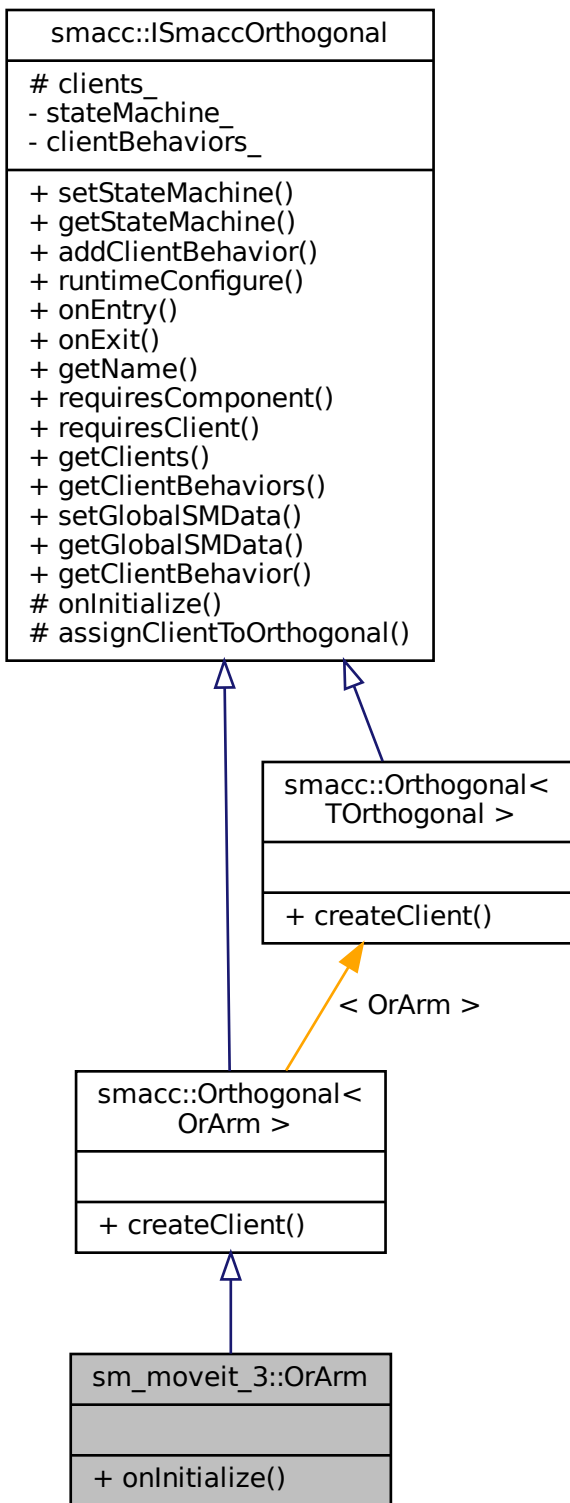 smacc::ISmaccOrthogonal
# clients_
- stateMachine_
- clientBehaviors_
+ setStateMachine()
+ getStateMachine()
+ addClientBehavior()
+ runtimeConfigure()
+ onEntry()
+ onExit()
+ getName()
+ requiresComponent()
+ requiresClient()
+ getClients()
+ getClientBehaviors()
+ setGlobalSMData()
+ getGlobalSMData()
+ getClientBehavior()
# onInitialize()
# assignClientToOrthogonal()
smacc::Orthogonal<
TOrthogonal >
+ createClient()
< OrArm >
smacc::Orthogonal<
OrArm >
+ createClient()
sm_moveit_3::OrArm
+ onInitialize()